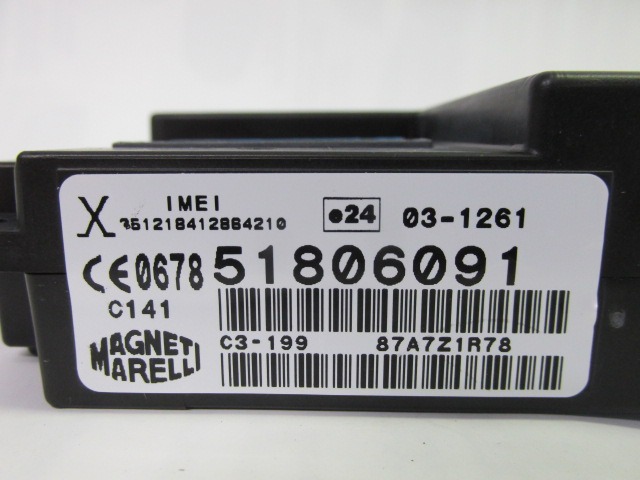 IMEI
X 351218412864210 e24 03-1261
CE0678 51806091
C141
C3-199 87A7Z1R78
MAGNETI
MARELLI